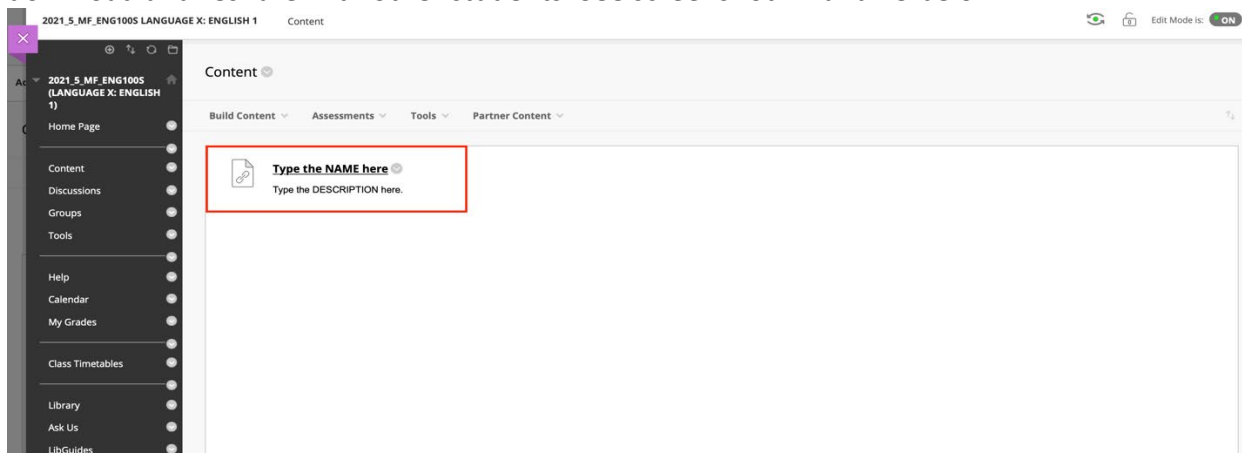 2021_5_MF_ENG100S LANGUAGE X: ENGLISH 1
Content
Edit Mode is:
ON
2021_5_MF_ENG100S
(LANGUAGE X: ENGLISH
1)
Home Page
Content
Discussions
Groups
Tools
Help
Calendar
My Grades
Class Timetables
Library
Ask Us
LibGuides
Content
Build Content
Assessments
Tools
Partner Content
Type the NAME here
Type the DESCRIPTION here.